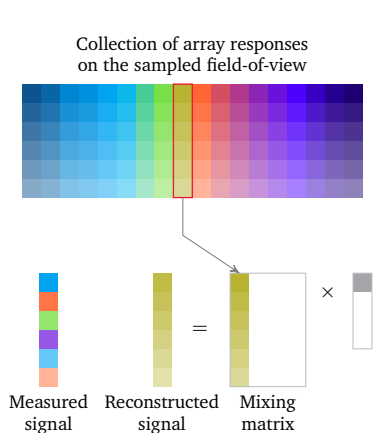 Collection of array responses
on the sampled field-of-view
×
=
Measured
signal
Reconstructed
signal
Mixing
matrix